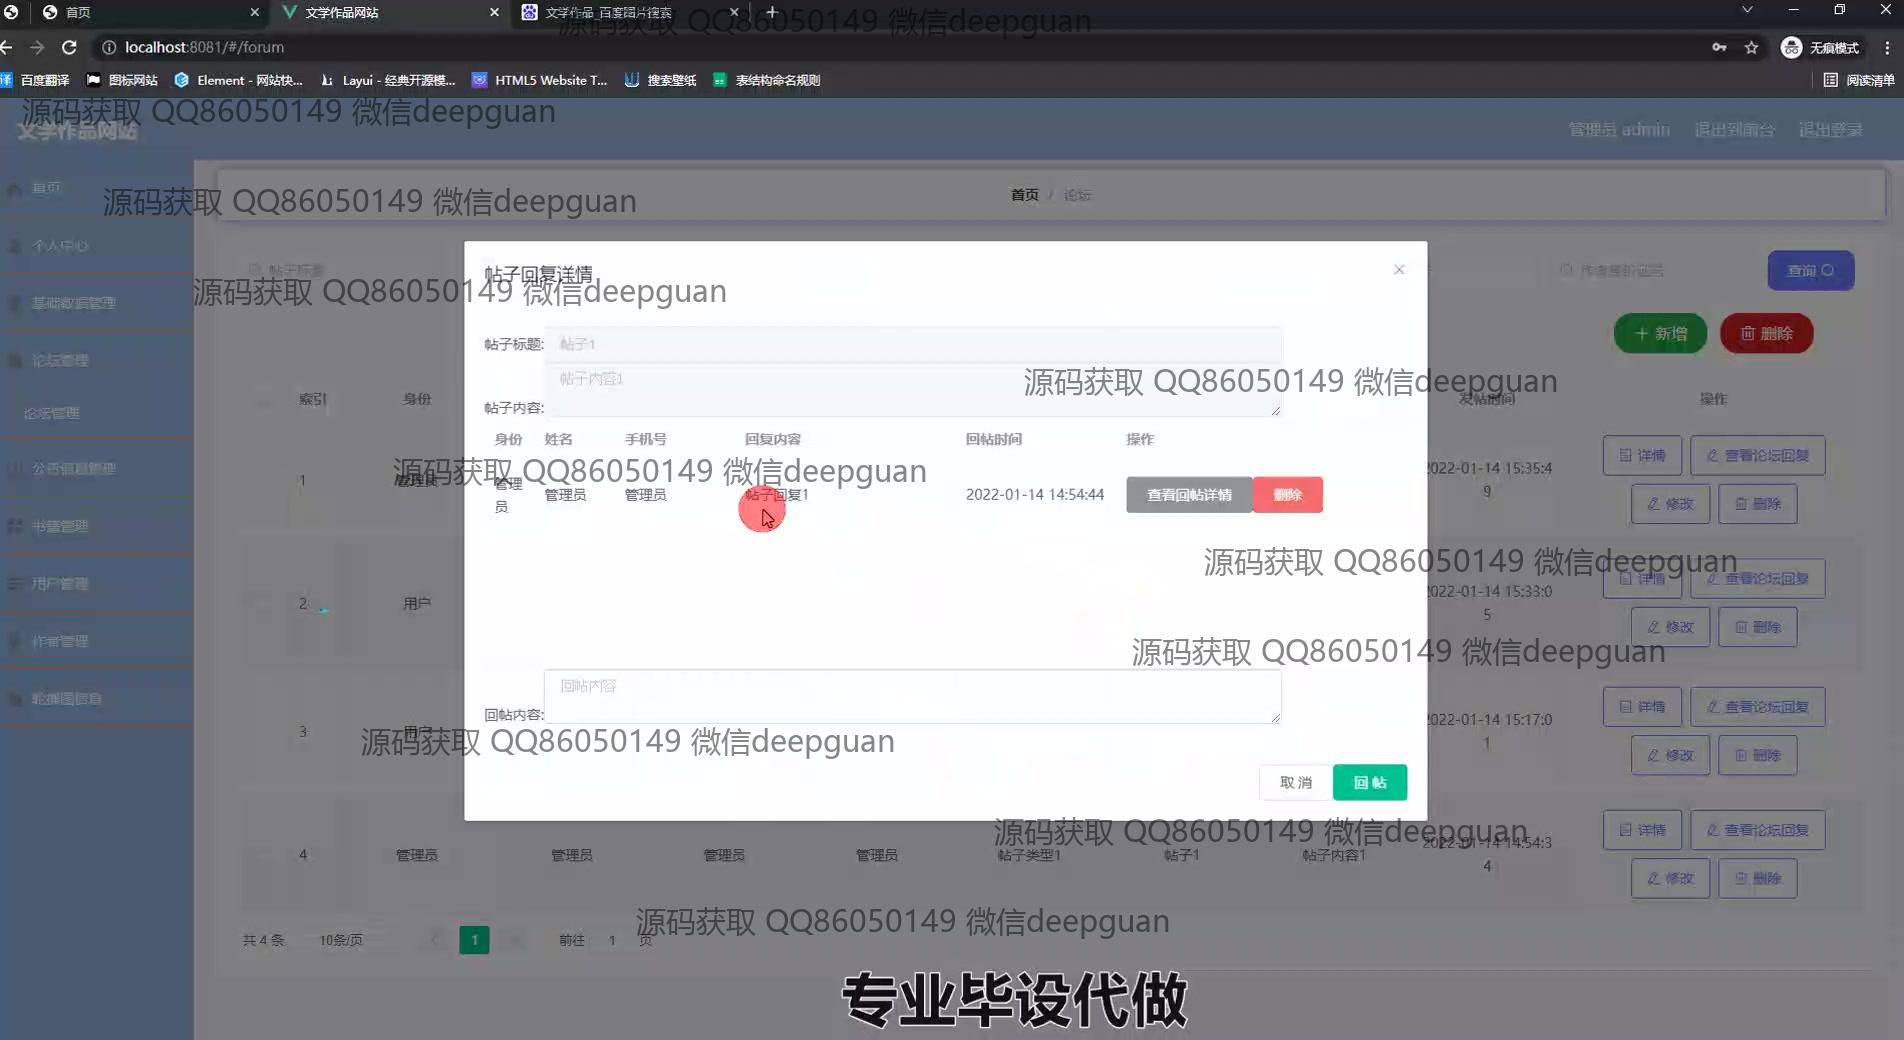 首页
文学作品网站
文学作品_百度图片搜索
源码获取 QQ86050149 微信deepguan
localhost:8081/#/forum
无痕模式
百度翻译
图标网站
Element - 网站快...
Layui - 经典开源模...
HTML5 Website T...
搜索壁纸
表结构命名规则
阅读清单
源码获取 QQ86050149 微信deepguan
文学作品网站
管理员 admin
退出到前台
退出登录
首页
源码获取 QQ86050149 微信deepguan
首页 / 论坛
个人中心
帖子标题
查询
帖子回复详情
源码获取 QQ86050149 微信deepguan
基础数据管理
新增
删除
帖子标题:
帖子1
论坛管理
帖子内容1
源码获取 QQ86050149 微信deepguan
索引
身份
帖子内容:
发帖时间
操作
论坛管理
身份
姓名
手机号
回复内容
回帖时间
操作
公告信息管理
源码获取 QQ86050149 微信deepguan
1
管理员
管理员
管理员
管理员
帖子回复1
2022-01-14 14:54:44
查看回帖详情
删除
2022-01-14 15:35:49
详情
查看论坛回复
修改
删除
书籍管理
源码获取 QQ86050149 微信deepguan
用户管理
2
用户
2022-01-14 15:33:05
详情
查看论坛回复
修改
删除
作者管理
源码获取 QQ86050149 微信deepguan
轮播图信息
回帖内容
回帖内容:
3
用户
2022-01-14 15:17:01
详情
查看论坛回复
修改
删除
源码获取 QQ86050149 微信deepguan
取消
回帖
源码获取 QQ86050149 微信deepguan
4
管理员
管理员
管理员
管理员
帖子类型1
帖子1
帖子内容1
2022-01-14 14:54:34
详情
查看论坛回复
修改
删除
源码获取 QQ86050149 微信deepguan
共 4 条
10条/页
1
前往 1 页
专业毕设代做